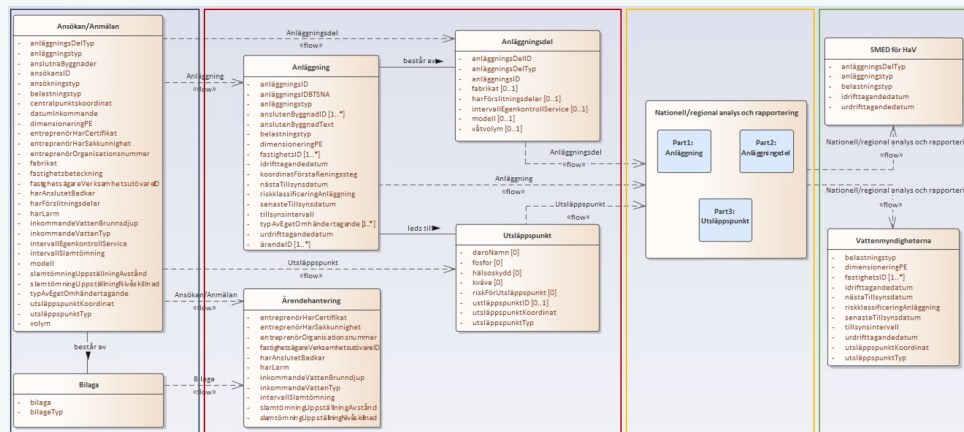 Ansökan/Anmälan
- anläggningsDelTyp
- anläggningstyp
- anslutnaByggnader
- ansökansID
- ansökningstyp
- belastningstyp
- centralpunktskoordinat
- datumInkommande
- dimensioneringPE
- entreprenörHarCertifikat
- entreprenörHarSakkunnighet
- entreprenörOrganisationsnummer
- fabrikat
- fastighetsbeteckning
- fastighetsägareVerksamhetsutövareID
- harAnslutetBadkar
- harFörslitningsdelar
- harLarm
- inkommandeVattenBrunnsdjup
- inkommandeVattenTyp
- intervallEgenkontrollService
- intervallSlamtömning
- modell
- slamtömningUppställningAvstånd
- slamtömningUppställningNivåskillnad
- typAvEgetOmhändertagande
- utsläppspunktKoordinat
- utsläppspunktTyp
- volym
består av
Bilaga
- bilaga
- bilageTyp
Anläggningsdel
«flow»
Anläggning
«flow»
Utsläppspunkt
«flow»
Ansökan/Anmälan
«flow»
Bilaga
«flow»
Anläggning
- anläggningsID
- anläggningsIDBTSNA
- anläggningstyp
- anslutenByggnadID [1..*]
- anslutenByggnadText
- belastningstyp
- dimensioneringPE
- fastighetsID [1..*]
- idrifttagandedatum
- koordinatFörstaReningssteg
- nästaTillsynsdatum
- riskklassificeringAnläggning
- senasteTillsynsdatum
- tillsynsintervall
- typAvEgetOmhändertagande [1..*]
- urdrifttagandedatum
- ärendeID [1..*]
består av
leds till
Ärendehantering
- entreprenörHarCertifikat
- entreprenörHarSakkunnighet
- entreprenörOrganisationsnummer
- fastighetsägareVerksamhetsutövareID
- harAnslutetBadkar
- harLarm
- inkommandeVattenBrunndjup
- inkommandeVattenTyp
- intervallSlamtömning
- slamtömningUppställningAvstånd
- slamtömningUppställningNivåskillnad
Anläggningsdel
- anläggningsDelID
- anläggningsDelTyp
- anläggningsID
- fabrikat [0..1]
- harFörslitningsdelar [0..1]
- intervallEgenkontrollService [0..1]
- modell [0..1]
- våtvolym [0..1]
Anläggningsdel
«flow»
Anläggning
«flow»
Utsläppspunkt
«flow»
Utsläppspunkt
- daroNamn [0]
- fosfor [0]
- hälsoskydd [0]
- kväve [0]
- riskFörUtsläppspunkt [0]
- ustläppspunktID [0..1]
- utsläppspunktKoordinat
- utsläppspunktTyp
Nationell/regional analys och rapportering
Part1:
Anläggning
Part2:
Anläggningsdel
Part3:
Utsläppspunkt
SMED för HaV
- anläggningsDelTyp
- anläggningstyp
- belastningstyp
- idrifttagandedatum
- urdrifttagandedatum
Nationell/regional analys och rapporteri
«flow»
Nationell/regional analys och rapporteri
«flow»
Vattenmyndigheterna
- belastningstyp
- dimensioneringPE
- fastighetsID [1..*]
- idrifttagandedatum
- nästaTillsynsdatum
- riskklassificeringAnläggning
- senasteTillsynsdatum
- tillsynsintervall
- urdrifttagandedatum
- utsläppspunktKoordinat
- utsläppspunktTyp